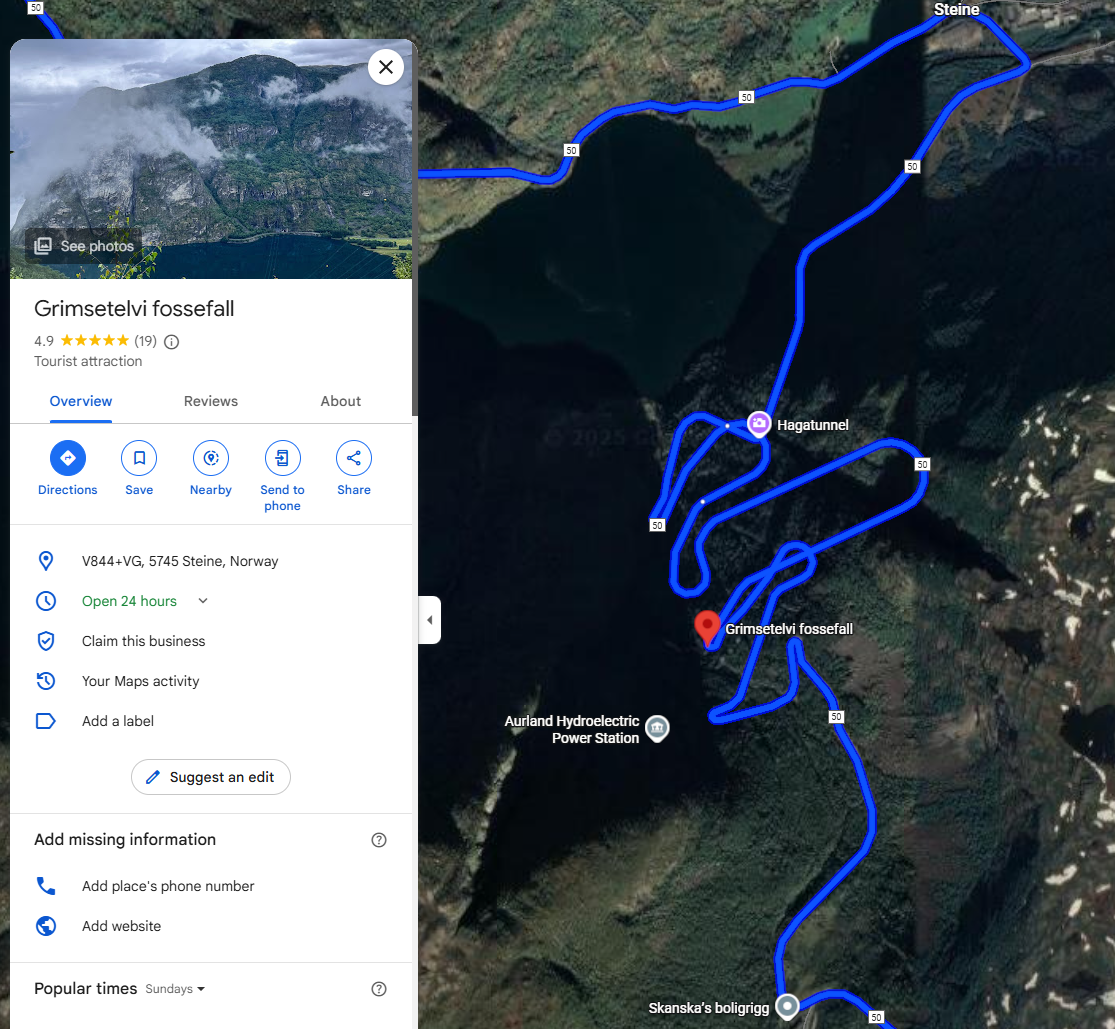 50
Steine
50
50
50
See photos
Grimsetelvi fossefall
4.9 ★★★★★ (19)
Tourist attraction
Overview Reviews About
Directions Save Nearby Send to phone Share
V844+VG, 5745 Steine, Norway
Open 24 hours
Claim this business
Your Maps activity
Add a label
Suggest an edit
Add missing information
Add place's phone number
Add website
Popular times Sundays
Hagatunnel
50
50
Grimsetelvi fossefall
50
Aurland Hydroelectric
Power Station
Skanska's boligrigg
50